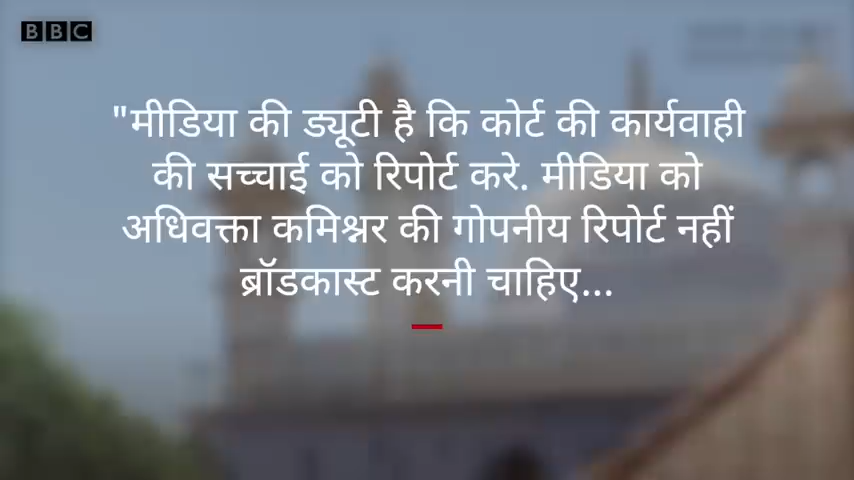 BBC
"मीडिया की ड्यूटी है कि कोर्ट की कार्यवाही
की सच्चाई को रिपोर्ट करे. मीडिया को
अधिवक्ता कमिश्नर की गोपनीय रिपोर्ट नहीं
ब्रॉडकास्ट करनी चाहिए...